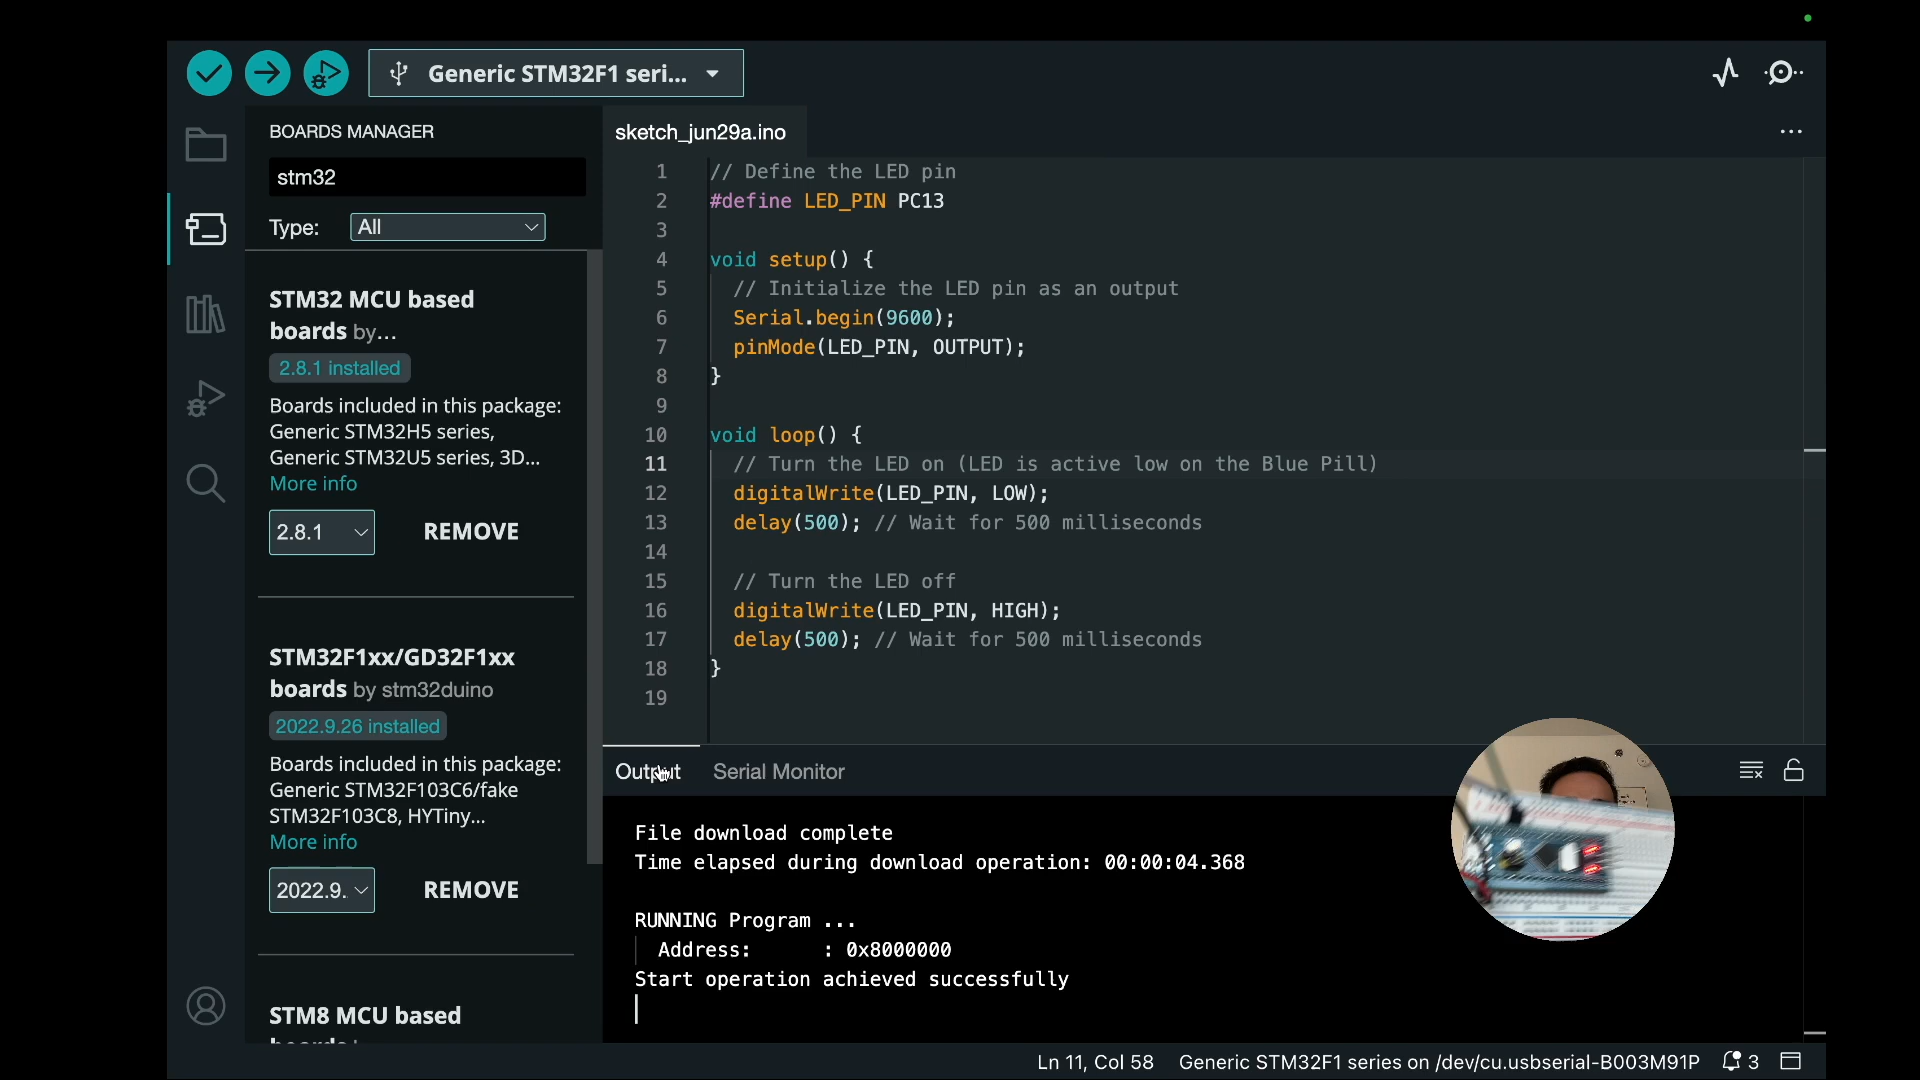 Generic STM32F1 seri...
BOARDS MANAGER
stm32
Type:
All
STM32 MCU based
boards by...
2.8.1 installed
Boards included in this package:
Generic STM32H5 series,
Generic STM32U5 series, 3D...
More info
2.8.1
REMOVE
STM32F1xx/GD32F1xx
boards by stm32duino
2022.9.26 installed
Boards included in this package:
Generic STM32F103C6/fake
STM32F103C8, HYTiny...
More info
2022.9.
REMOVE
STM8 MCU based
sketch_jun29a.ino
1 // Define the LED pin
2 #define LED_PIN PC13
3
4 void setup() {
5 // Initialize the LED pin as an output
6 Serial.begin(9600);
7 pinMode(LED_PIN, OUTPUT);
8 }
9
10 void loop() {
11 // Turn the LED on (LED is active low on the Blue Pill)
12 digitalWrite(LED_PIN, LOW);
13 delay(500); // Wait for 500 milliseconds
14
15 // Turn the LED off
16 digitalWrite(LED_PIN, HIGH);
17 delay(500); // Wait for 500 milliseconds
18 }
19
Output
Serial Monitor
File download complete
Time elapsed during download operation: 00:00:04.368
RUNNING Program ...
Address: : 0x8000000
Start operation achieved successfully
Ln 11, Col 58
Generic STM32F1 series on /dev/cu.usbserial-B003M91P
3